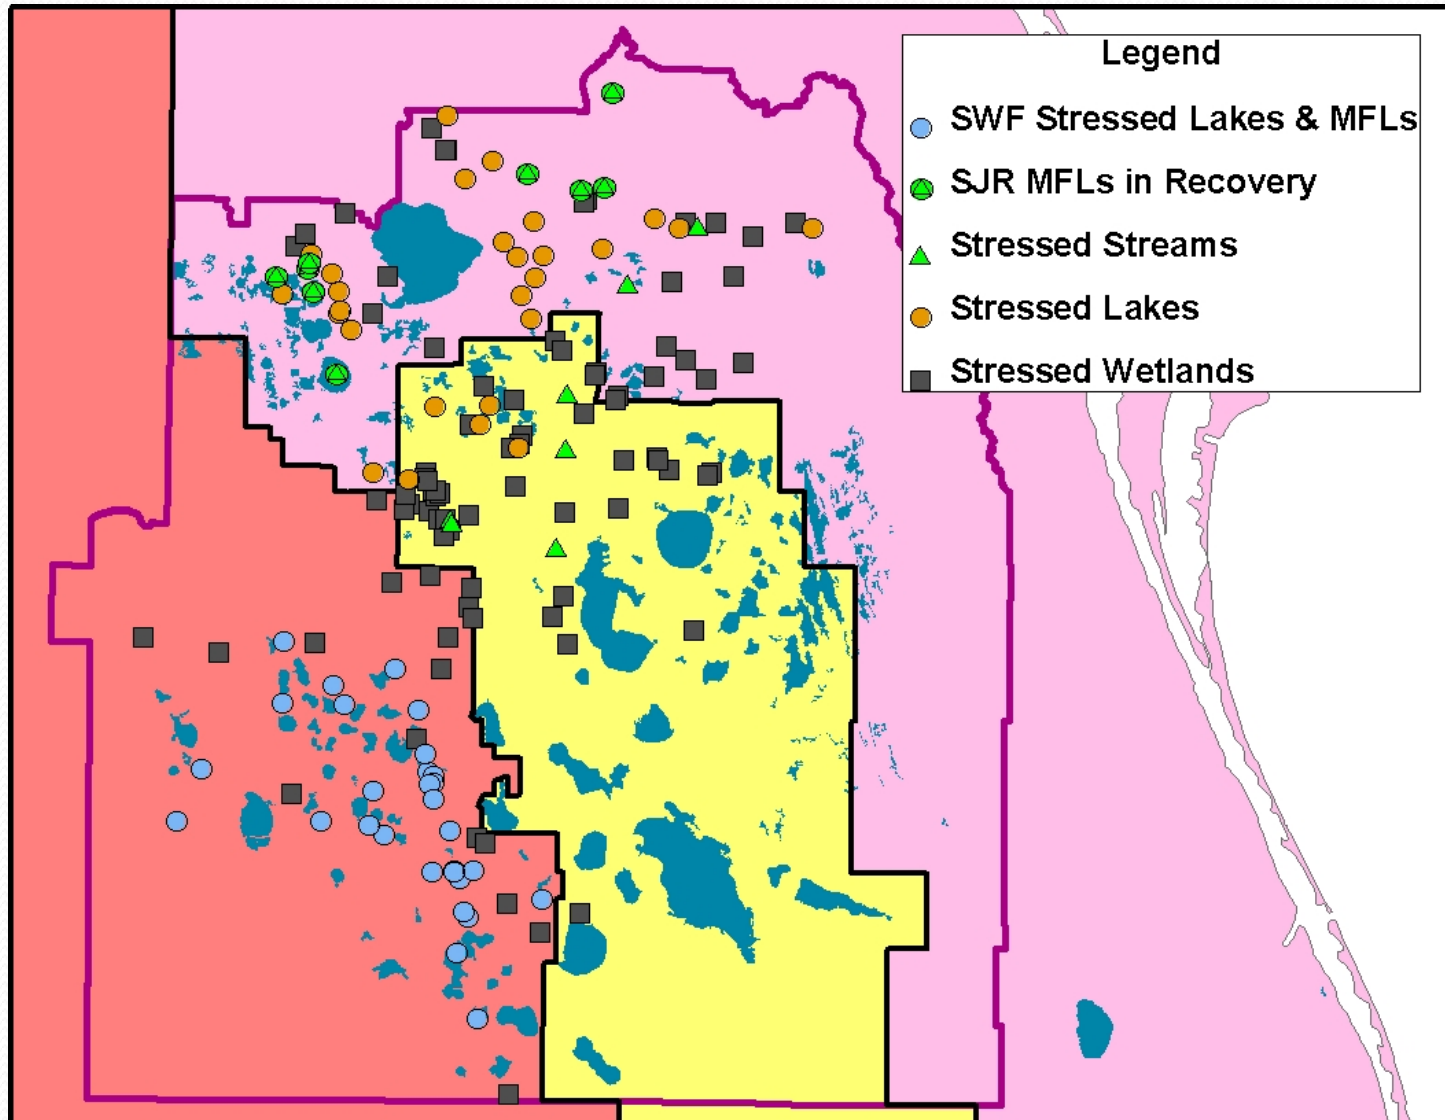 Legend
SWF Stressed Lakes & MFLs
SJR MFLs in Recovery
Stressed Streams
Stressed Lakes
Stressed Wetlands